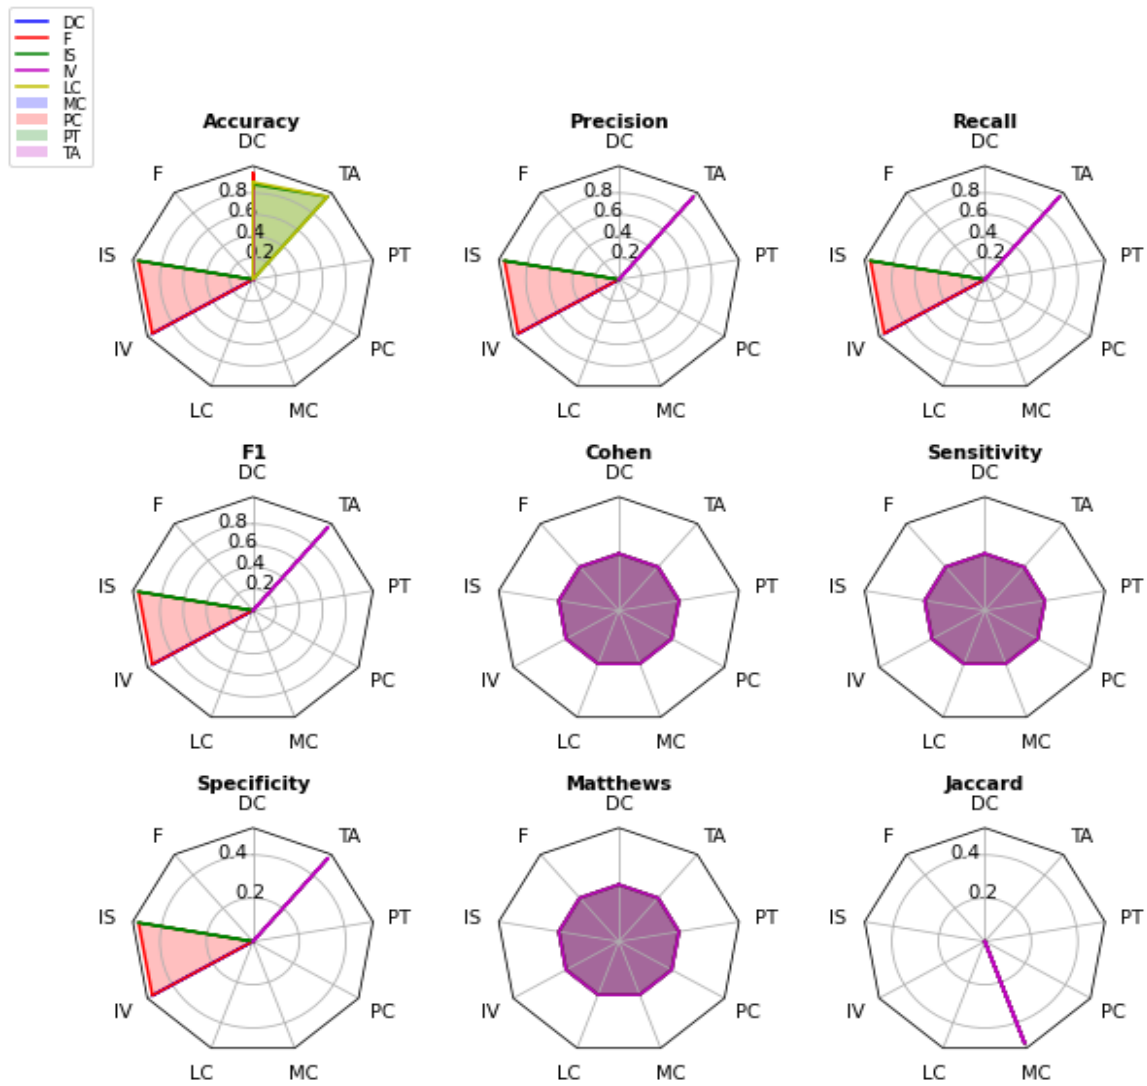 DC
F
IS
IV
LC
MC
PC
PT
TA
Accuracy
DC
F
TA
0.8
0.6
0.4
0.2
IS
PT
IV
PC
LC
MC
Precision
DC
F
TA
0.8
0.6
0.4
0.2
IS
PT
IV
PC
LC
MC
Recall
DC
F
TA
0.8
0.6
0.4
0.2
IS
PT
IV
PC
LC
MC
F1
DC
F
TA
0.8
0.6
0.4
0.2
IS
PT
IV
PC
LC
MC
Cohen
DC
F
TA
IS
PT
IV
PC
LC
MC
Sensitivity
DC
F
TA
IS
PT
IV
PC
LC
MC
Specificity
DC
F
TA
0.4
0.2
IS
PT
IV
PC
LC
MC
Matthews
DC
F
TA
IS
PT
IV
PC
LC
MC
Jaccard
DC
F
TA
0.4
0.2
IS
PT
IV
PC
LC
MC